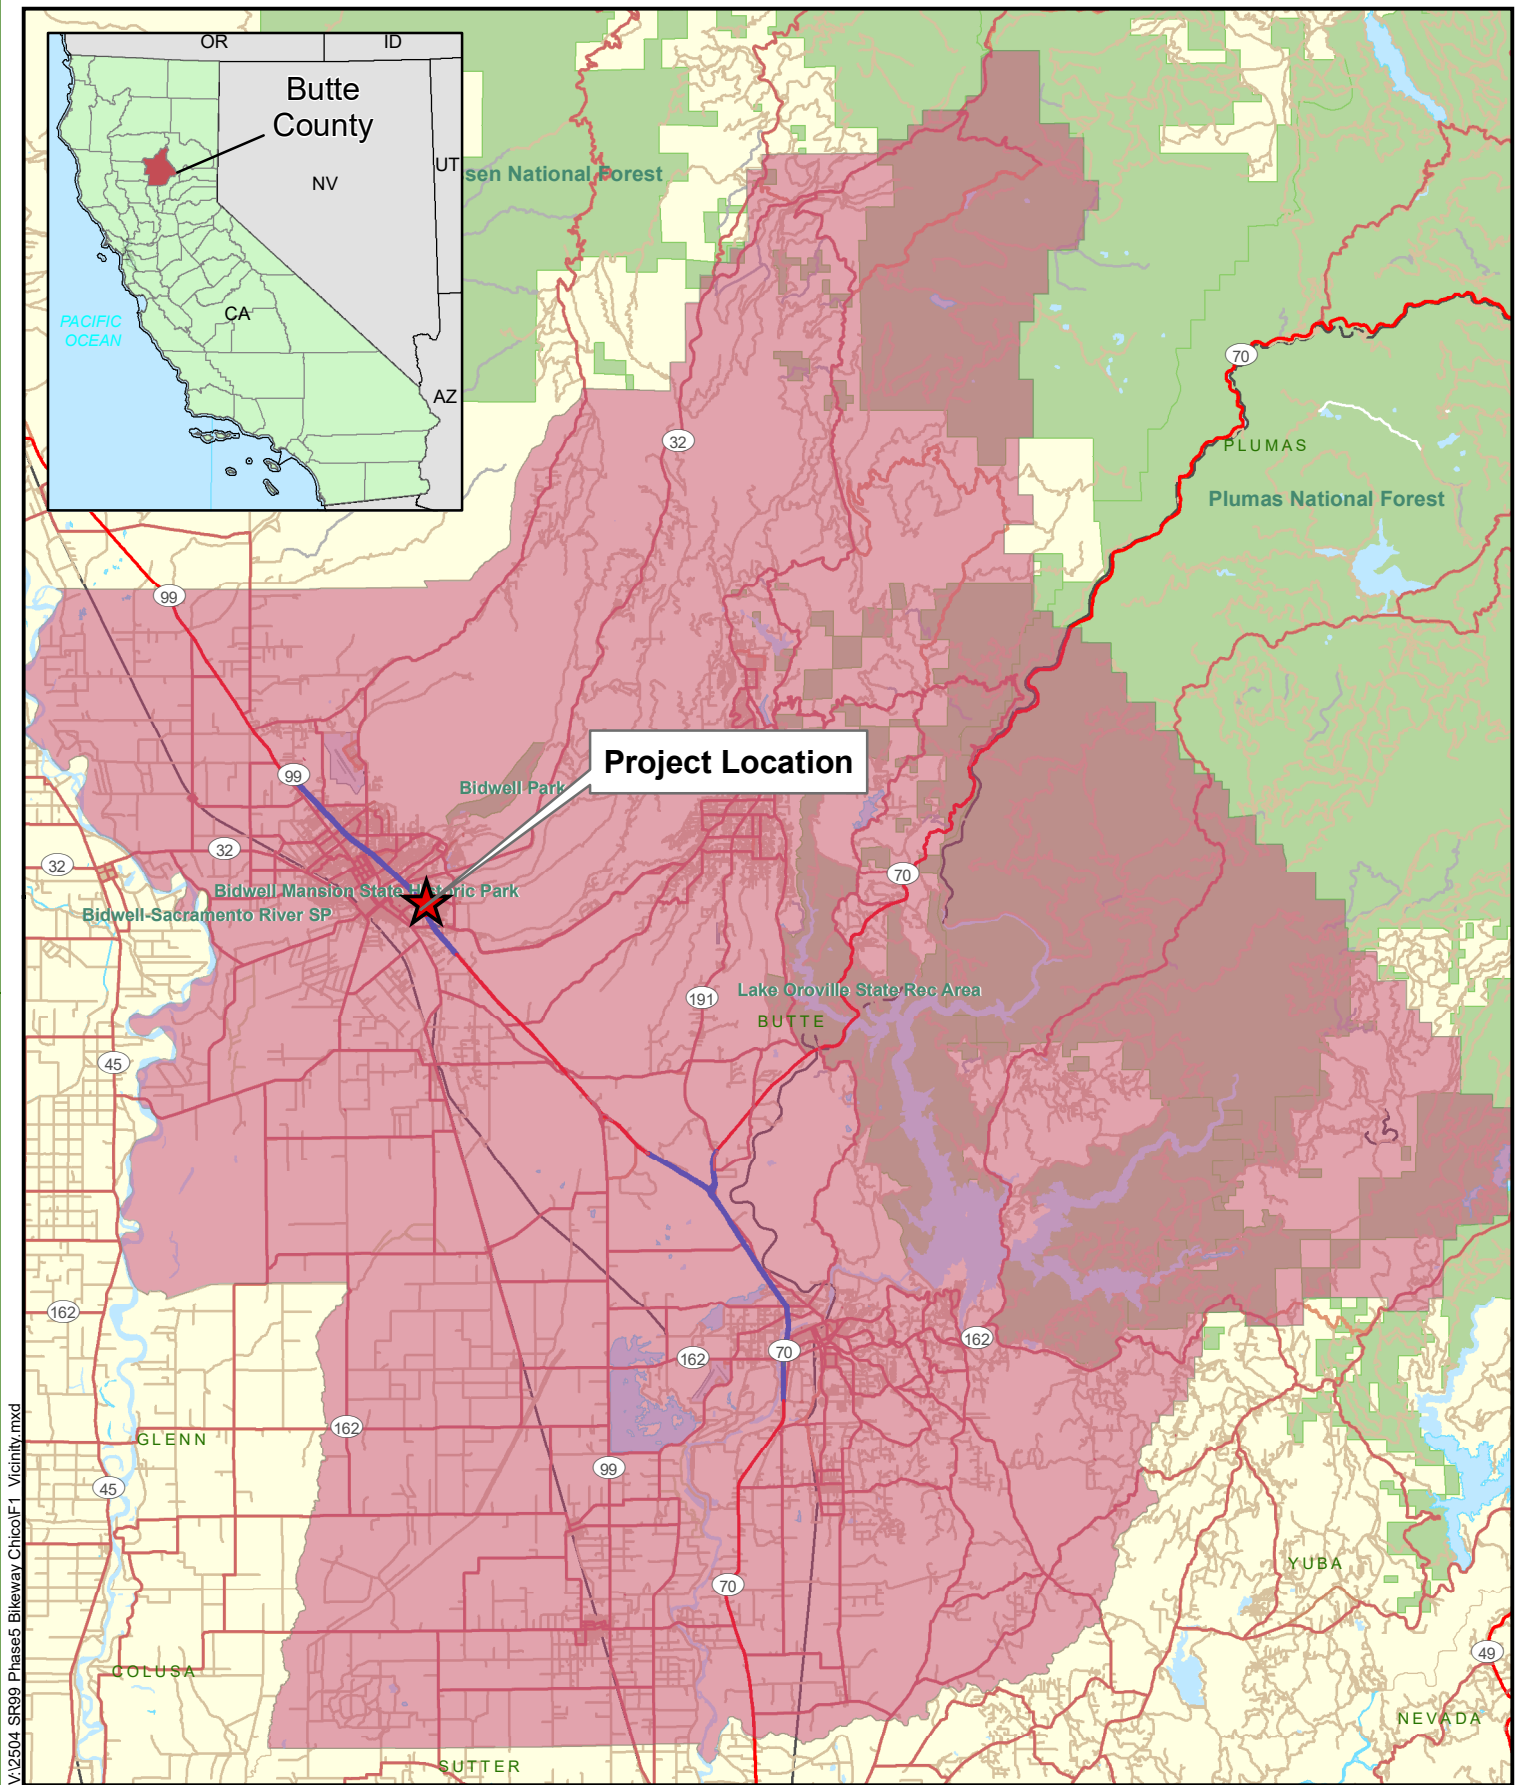 OR
ID
Butte
County
UT
NV
CA
PACIFIC
OCEAN
AZ
sen National Forest
70
32
PLUMAS
Plumas National Forest
99
Project Location
99
Bidwell Park
32
32
70
Bidwell Mansion State Historic Park
Bidwell-Sacramento River SP
191
Lake Oroville State Rec Area
BUTTE
45
162
162
70
162
162
GLENN
99
45
70
YUBA
49
COLUSA
NEVADA
SUTTER
V:\2504 SR99 Phase5 Bikeway Chico\F1 Vicinity.mxd